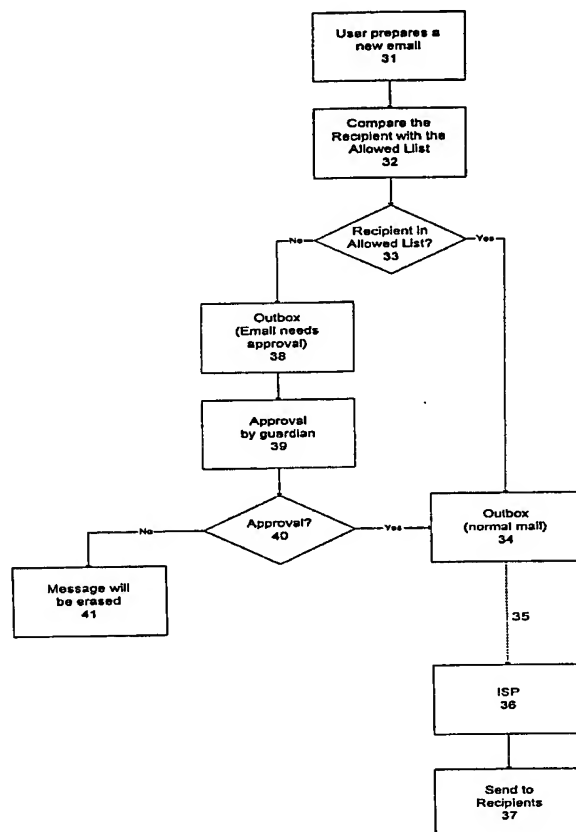 User prepares a
new email
31
Compare the
Recipient with the
Allowed Llist
32
Recipient in
Allowed List?
33
No
Yes
Outbox
(Email needs
approval)
38
Approval
by guardian
39
Approval?
40
No
Yes
Outbox
(normal mail)
34
Message will
be erased
41
35
ISP
36
Send to
Recipients
37